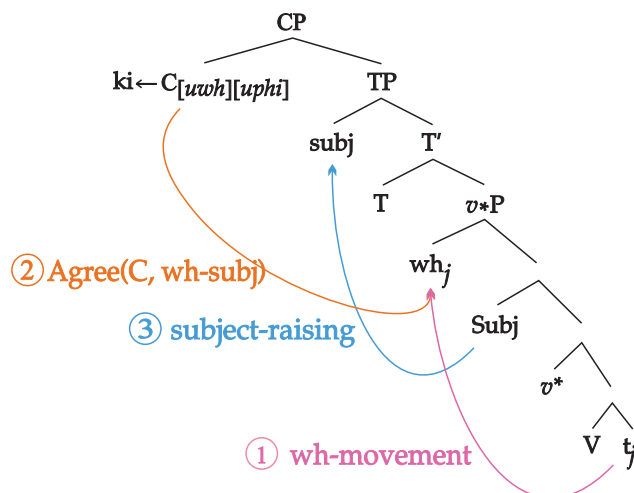 CP
ki←C[uwh][uphi]
TP
subj
T′
T
v*P
whj
② Agree(C, wh-subj)
③ subject-raising
Subj
v*
① wh-movement
V
tj